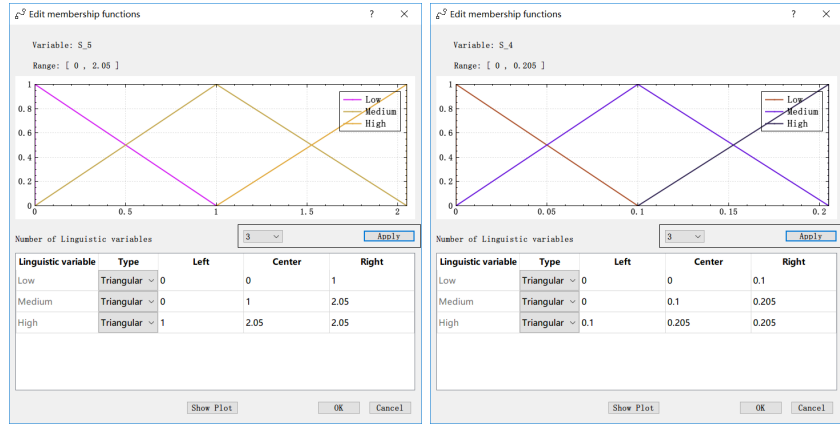 Edit membership functions ? ×
Variable: S_5
Range: [ 0 , 2.05 ]
1
0.8
0.6
0.4
0.2
0
0 0.5 1 1.5 2
Low
Medium
High
Number of Linguistic variables 3 Apply
Linguistic variable Type Left Center Right
Low Triangular 0 0 1
Medium Triangular 0 1 2.05
High Triangular 1 2.05 2.05
Show Plot OK Cancel
Edit membership functions ? ×
Variable: S_4
Range: [ 0 , 0.205 ]
1
0.8
0.6
0.4
0.2
0
0 0.05 0.1 0.15 0.2
Low
Medium
High
Number of Linguistic variables 3 Apply
Linguistic variable Type Left Center Right
Low Triangular 0 0 0.1
Medium Triangular 0 0.1 0.205
High Triangular 0.1 0.205 0.205
Show Plot OK Cancel